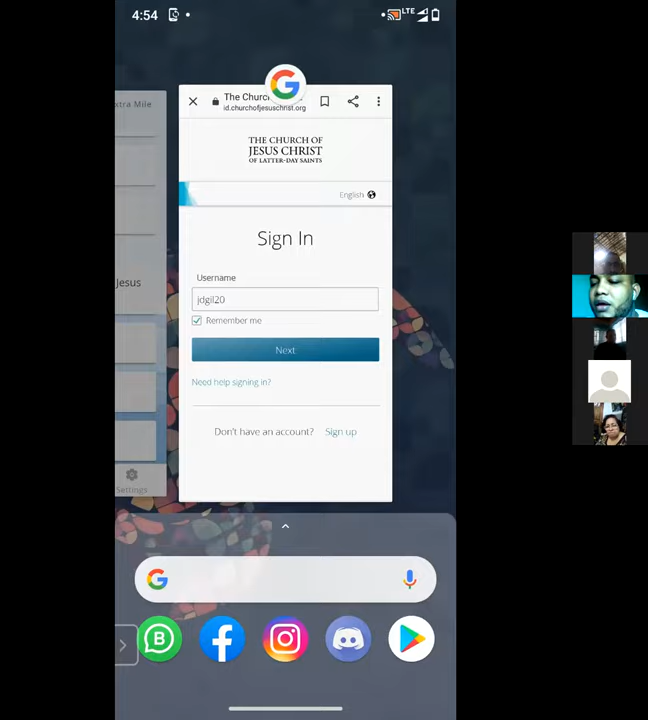 4:54
LTE
xtra Mile
The Churc
id.churchofjesuschrist.org
THE CHURCH OF
JESUS CHRIST
OF LATTER-DAY SAINTS
English
Sign In
Jesus
Username
jdgil20
Remember me
Next
Need help signing in?
Don't have an account? Sign up
Settings